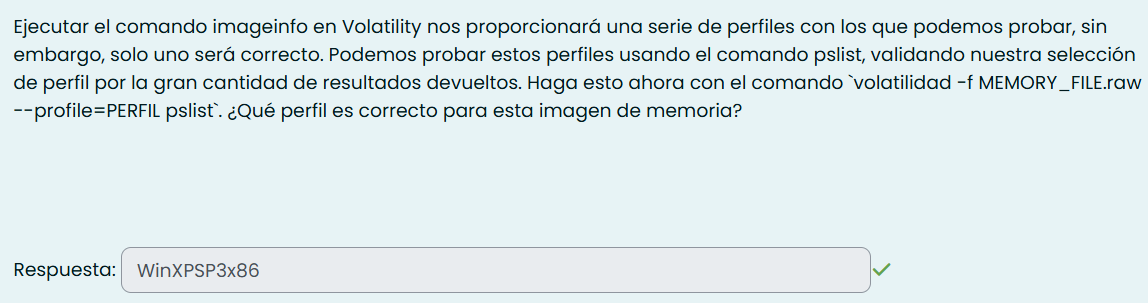 Ejecutar el comando imageinfo en Volatility nos proporcionará una serie de perfiles con los que podemos probar, sin
embargo, solo uno será correcto. Podemos probar estos perfiles usando el comando pslist, validando nuestra selección
de perfil por la gran cantidad de resultados devueltos. Haga esto ahora con el comando `volatilidad -f MEMORY_FILE.raw
--profile=PERFIL pslist`. ¿Qué perfil es correcto para esta imagen de memoria?
Respuesta: WinXPSP3x86